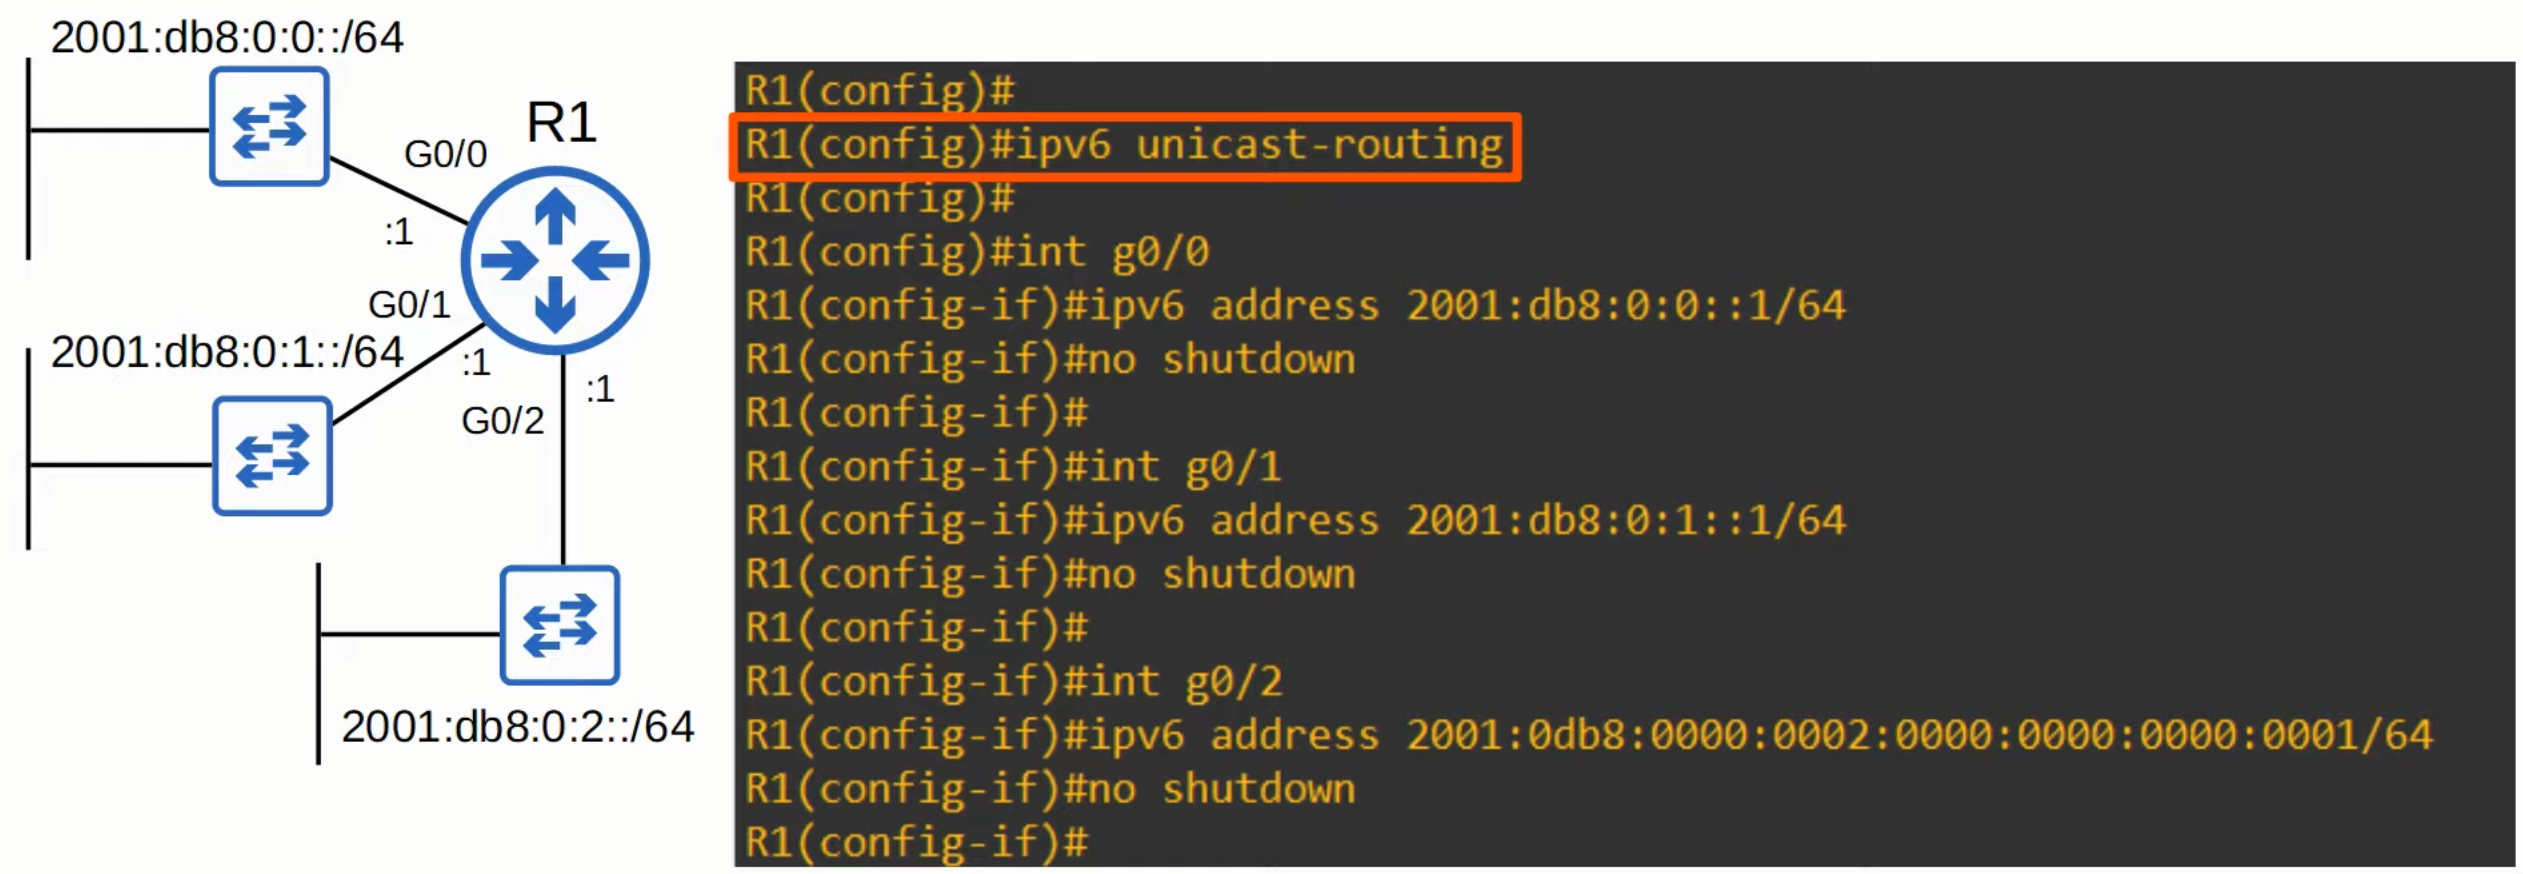 2001:db8:0:0::/64
R1
G0/0
:1
G0/1
2001:db8:0:1::/64
:1
:1
G0/2
2001:db8:0:2::/64
R1(config)#
R1(config)#ipv6 unicast-routing
R1(config)#
R1(config)#int g0/0
R1(config-if)#ipv6 address 2001:db8:0:0::1/64
R1(config-if)#no shutdown
R1(config-if)#
R1(config-if)#int g0/1
R1(config-if)#ipv6 address 2001:db8:0:1::1/64
R1(config-if)#no shutdown
R1(config-if)#
R1(config-if)#int g0/2
R1(config-if)#ipv6 address 2001:0db8:0000:0002:0000:0000:0000:0001/64
R1(config-if)#no shutdown
R1(config-if)#